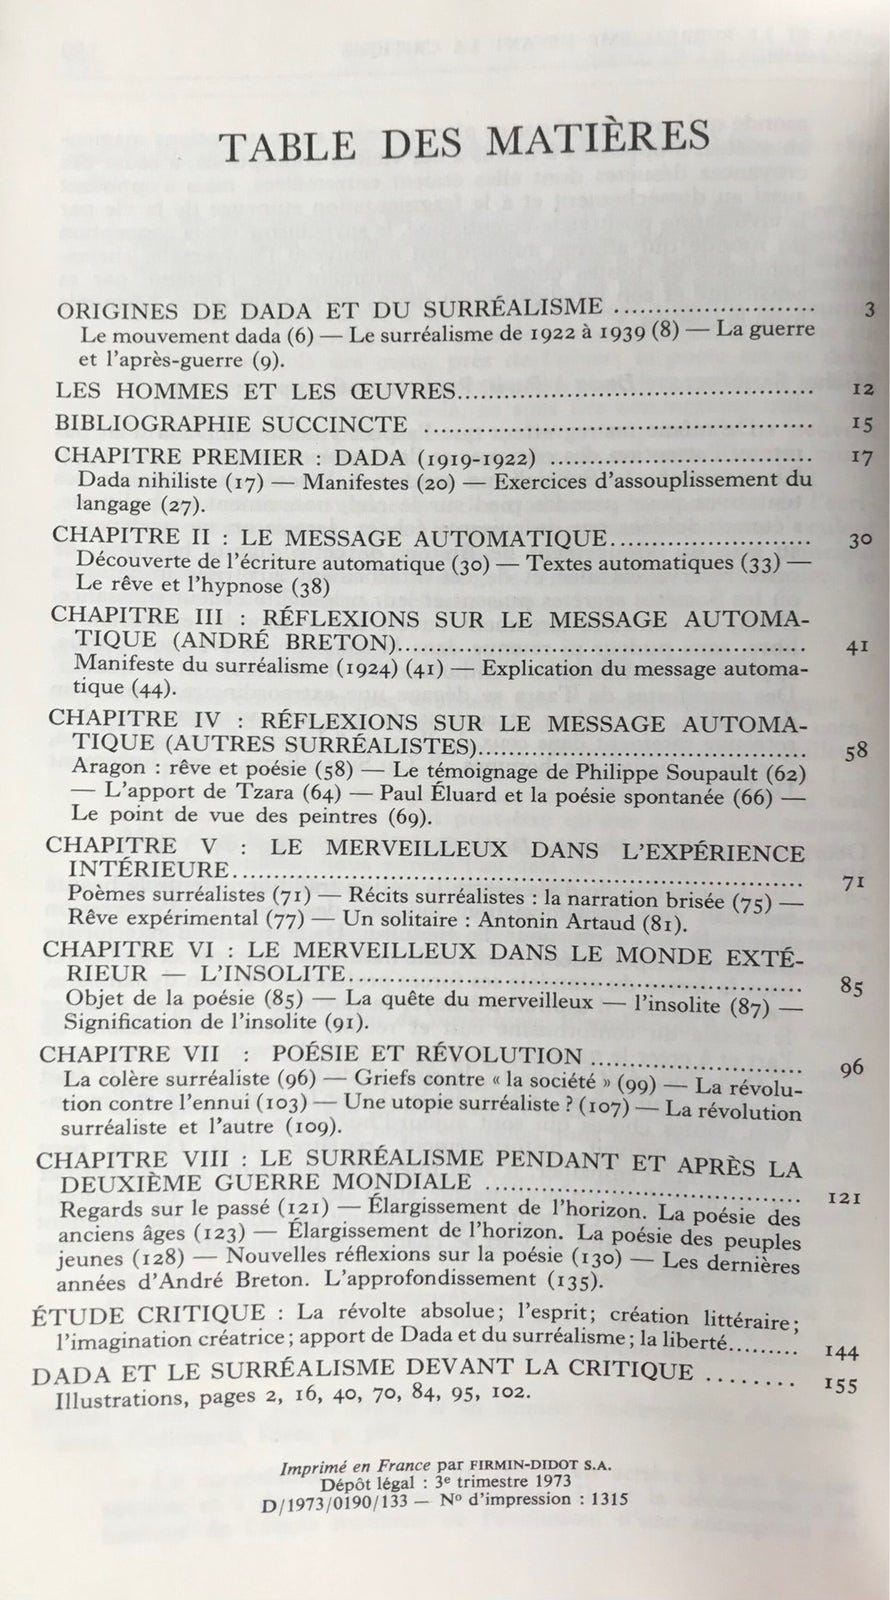 TABLE DES MATIÈRES
ORIGINES DE DADA ET DU SURRÉALISME ........................ 3
Le mouvement dada (6) — Le surréalisme de 1922 à 1939 (8) — La guerre
et l'après-guerre (9).
LES HOMMES ET LES ŒUVRES.......................................... 12
BIBLIOGRAPHIE SUCCINCTE .............................................. 15
CHAPITRE PREMIER : DADA (1919-1922) ................................ 17
Dada nihiliste (17) — Manifestes (20) — Exercices d'assouplissement du
langage (27).
CHAPITRE II : LE MESSAGE AUTOMATIQUE........................ 30
Découverte de l'écriture automatique (30) — Textes automatiques (33) —
Le rêve et l'hypnose (38)
CHAPITRE III : RÉFLEXIONS SUR LE MESSAGE AUTOMA-
TIQUE (ANDRÉ BRETON)................................................. 41
Manifeste du surréalisme (1924) (41) — Explication du message automa-
tique (44).
CHAPITRE IV : RÉFLEXIONS SUR LE MESSAGE AUTOMA-
TIQUE (AUTRES SURRÉALISTES)....................................... 58
Aragon : rêve et poésie (58) — Le témoignage de Philippe Soupault (62)
— L'apport de Tzara (64) — Paul Éluard et la poésie spontanée (66) —
Le point de vue des peintres (69).
CHAPITRE V : LE MERVEILLEUX DANS L'EXPÉRIENCE
INTÉRIEURE..................................................................... 71
Poèmes surréalistes (71) — Récits surréalistes : la narration brisée (75) —
Rêve expérimental (77) — Un solitaire : Antonin Artaud (81).
CHAPITRE VI : LE MERVEILLEUX DANS LE MONDE EXTÉ-
RIEUR — L'INSOLITE....................................................... 85
Objet de la poésie (85) — La quête du merveilleux — l'insolite (87) —
Signification de l'insolite (91).
CHAPITRE VII : POÉSIE ET RÉVOLUTION ......................... 96
La colère surréaliste (96) — Griefs contre « la société » (99) — La révolu-
tion contre l'ennui (103) — Une utopie surréaliste ? (107) — La révolution
surréaliste et l'autre (109).
CHAPITRE VIII : LE SURRÉALISME PENDANT ET APRÈS LA
DEUXIÈME GUERRE MONDIALE ...................................... 121
Regards sur le passé (121) — Élargissement de l'horizon. La poésie des
anciens âges (123) — Élargissement de l'horizon. La poésie des peuples
jeunes (128) — Nouvelles réflexions sur la poésie (130) — Les dernières
années d'André Breton. L'approfondissement (135).
ÉTUDE CRITIQUE : La révolte absolue; l'esprit; création littéraire;
l'imagination créatrice; apport de Dada et du surréalisme; la liberté......... 144
DADA ET LE SURRÉALISME DEVANT LA CRITIQUE ........ 155
Illustrations, pages 2, 16, 40, 70, 84, 95, 102.
Imprimé en France par FIRMIN-DIDOT S.A.
Dépôt légal : 3e trimestre 1973
D/1973/0190/133 — No d'impression : 1315